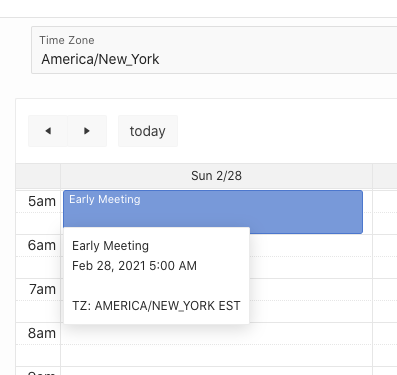 Time Zone
America/New_York
today
Sun 2/28
5am
Early Meeting
6am
Early Meeting
Feb 28, 2021 5:00 AM
7am
TZ: AMERICA/NEW_YORK EST
8am